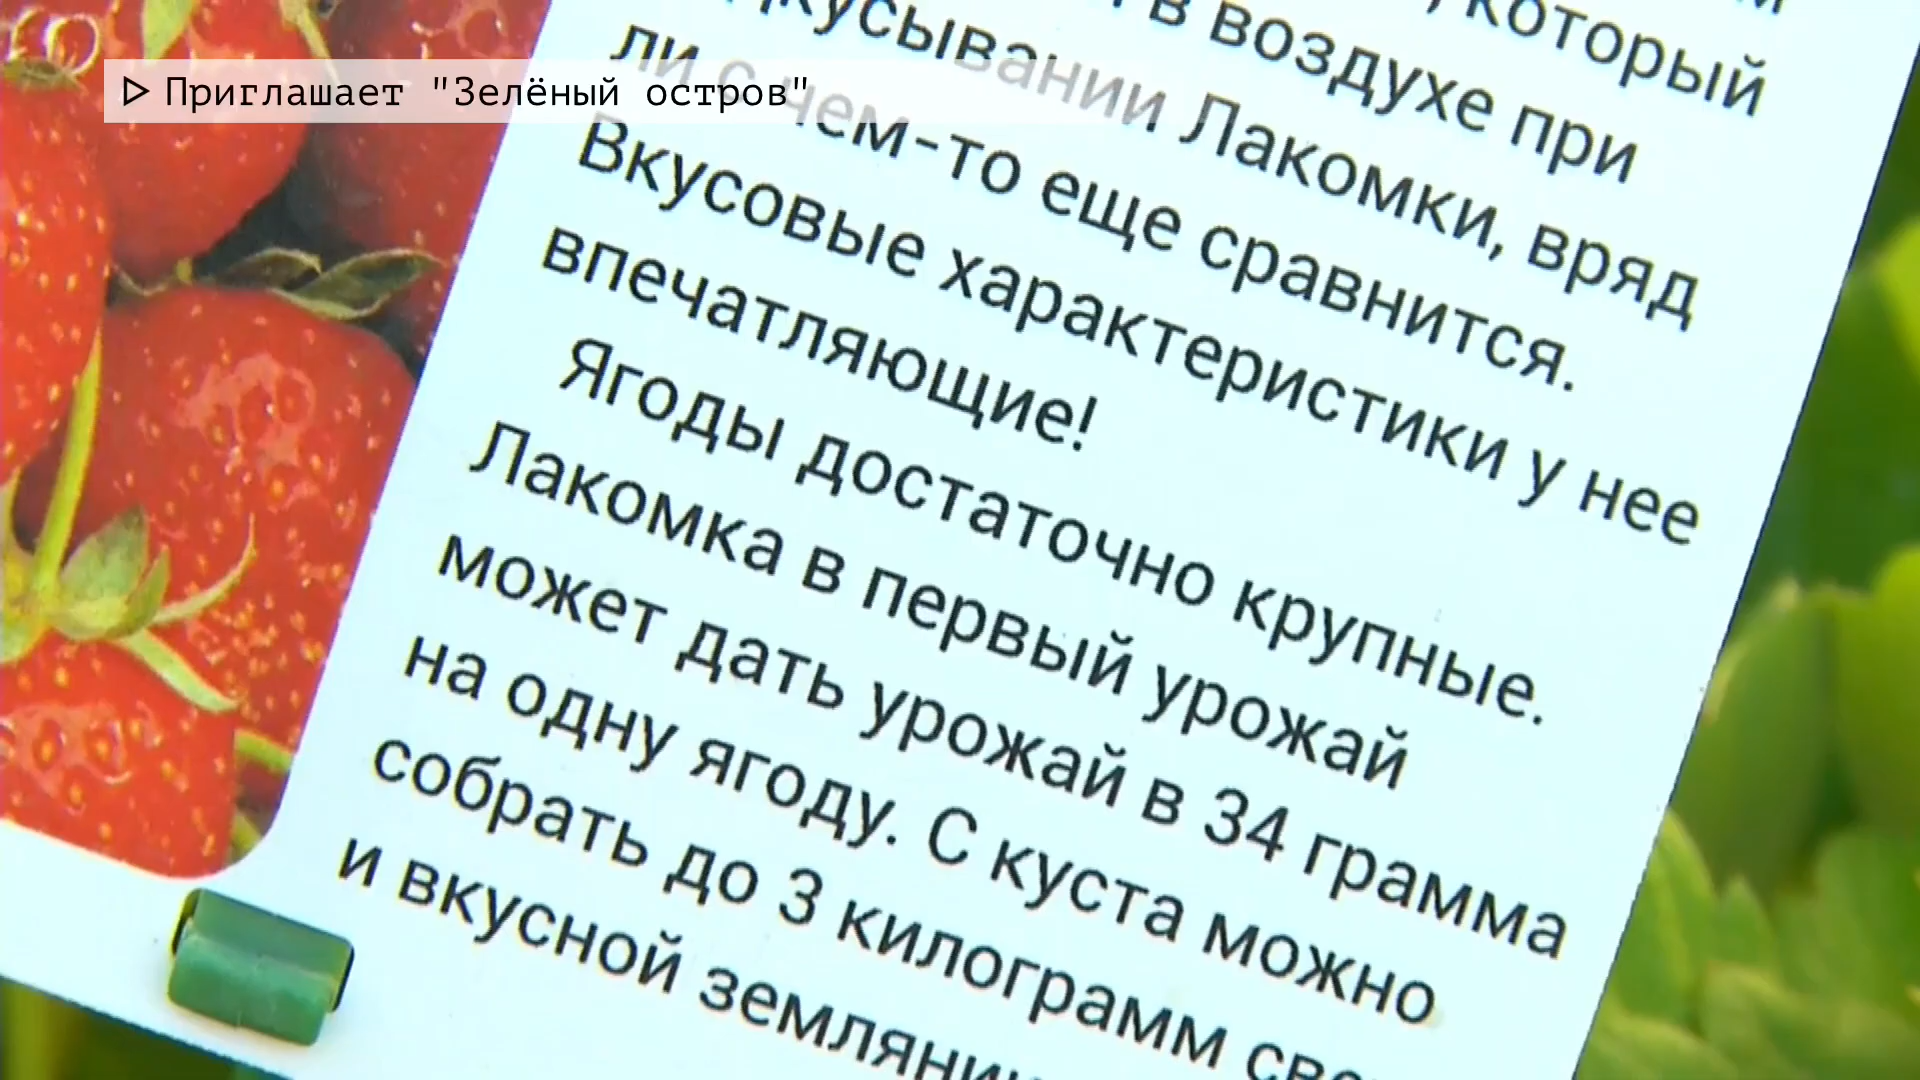 Приглашает "Зелёный остров"
который
в воздухе при
Лакомки, вряд
ли с чем-то еще сравнится.
Вкусовые характеристики у нее
впечатляющие!
Ягоды достаточно крупные.
Лакомка в первый урожай
может дать урожай в 34 грамма
на одну ягоду. С куста можно
собрать до 3 килограмм
и вкусной